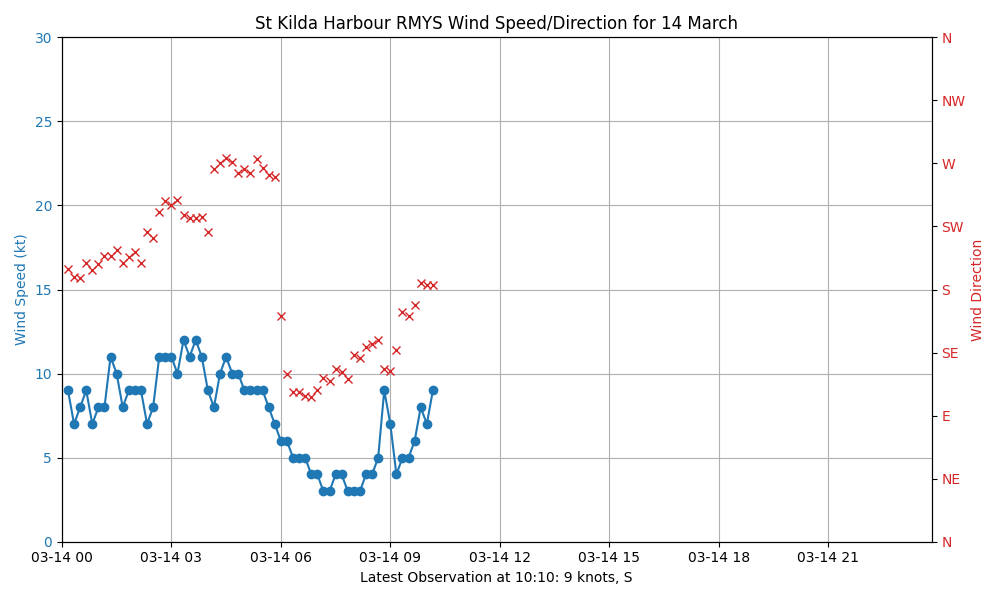 St Kilda Harbour RMYS Wind Speed/Direction for 14 March
Wind Speed (kt)
30
25
20
15
10
5
0
N
NW
W
SW
S
SE
E
NE
N
Wind Direction
03-14 00 03-14 03 03-14 06 03-14 09 03-14 12 03-14 15 03-14 18 03-14 21
Latest Observation at 10:10: 9 knots, S